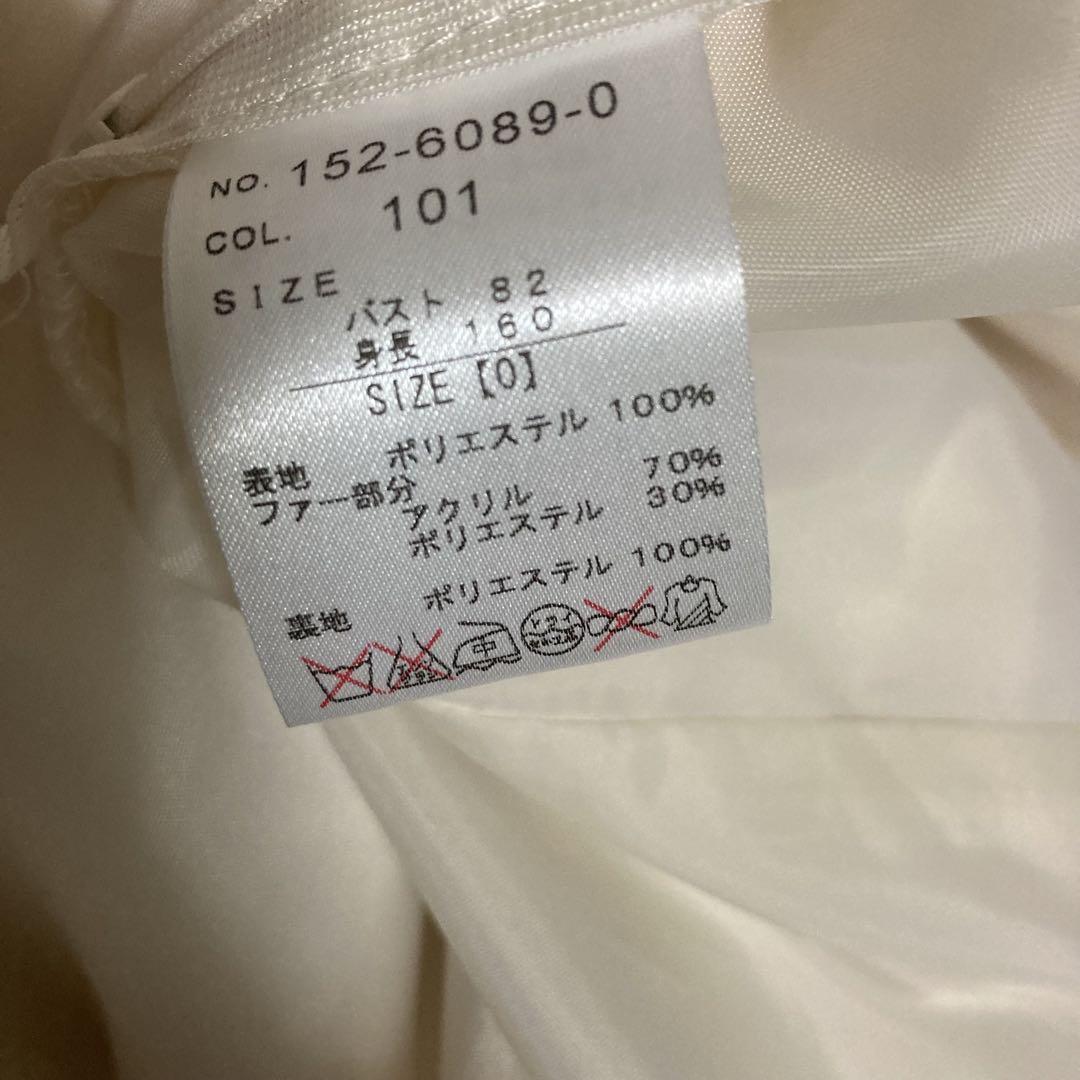 NO. 152-6089-0
COL. 101
SIZE
バスト 82
身長 160
SIZE【0】
表地 ポリエステル 100%
ファー部分
アクリル 70%
ポリエステル 30%
裏地 ポリエステル 100%
中